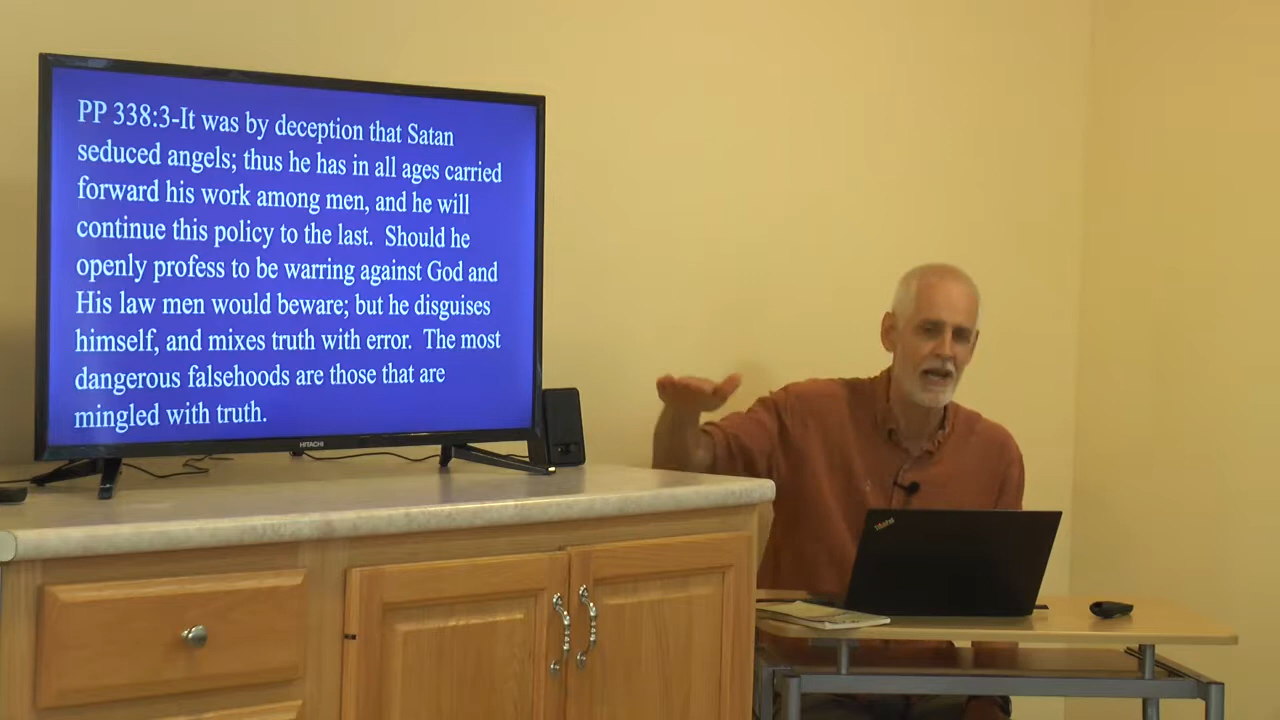 PP 338:3-It was by deception that Satan
seduced angels; thus he has in all ages carried
forward his work among men, and he will
continue this policy to the last.  Should he
openly profess to be warring against God and
His law men would beware; but he disguises
himself, and mixes truth with error.  The most
dangerous falsehoods are those that are
mingled with truth.
HITACHI
ThinkPad